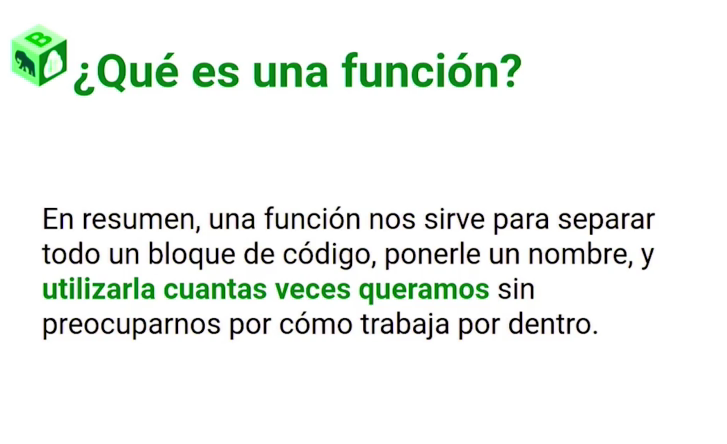 B
¿Qué es una función?
En resumen, una función nos sirve para separar
todo un bloque de código, ponerle un nombre, y
utilizarla cuantas veces queramos sin
preocuparnos por cómo trabaja por dentro.